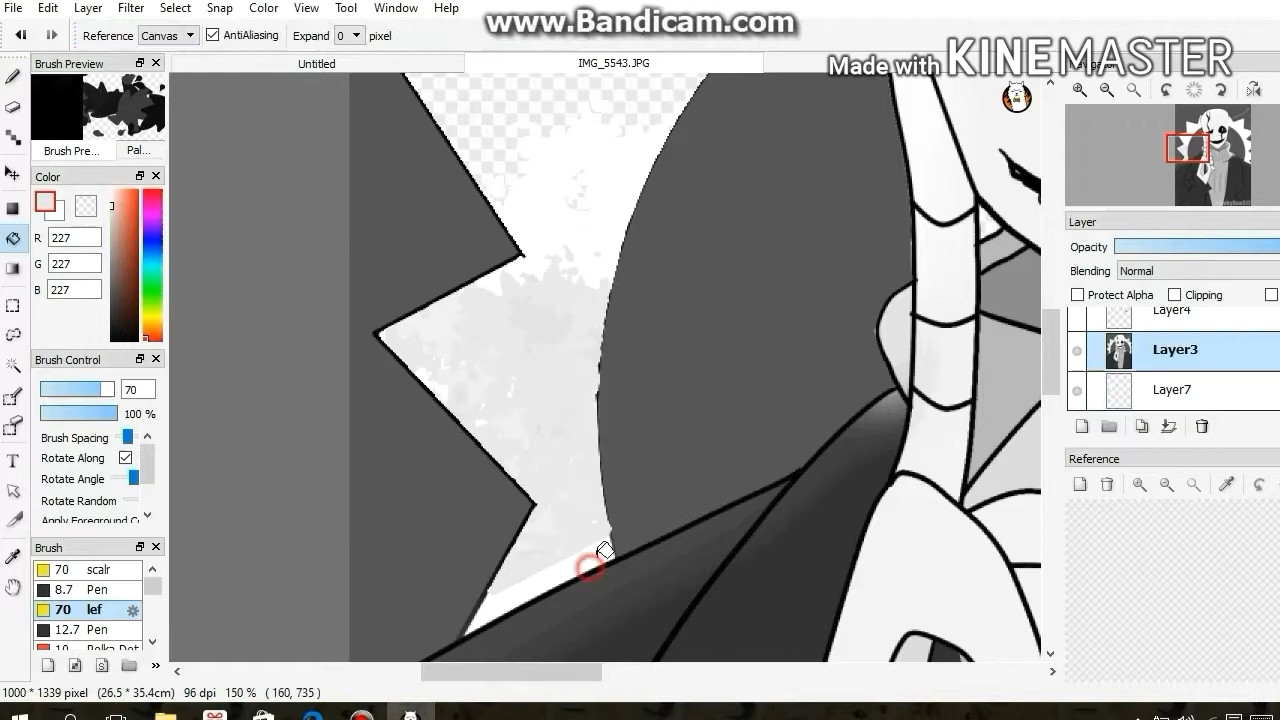 File Edit Layer Filter Select Snap Color View Tool Window Help
www.Bandicam.com
Reference Canvas AntiAliasing Expand 0 pixel
Made with KINEMASTER
Brush Preview
Untitled
IMG_5543.JPG
Brush Pre... Pal...
Color
R 227
G 227
B 227
Layer
Opacity
Blending Normal
Protect Alpha Clipping
Layer4
Layer3
Layer7
Brush Control
70
100 %
Brush Spacing
Rotate Along
Rotate Angle
Rotate Random
Apply Foreground C
Reference
Brush
70 scalr
8.7 Pen
70 lef
12.7 Pen
1000 * 1339 pixel (26.5 * 35.4cm) 96 dpi 150 % ( 160, 735 )